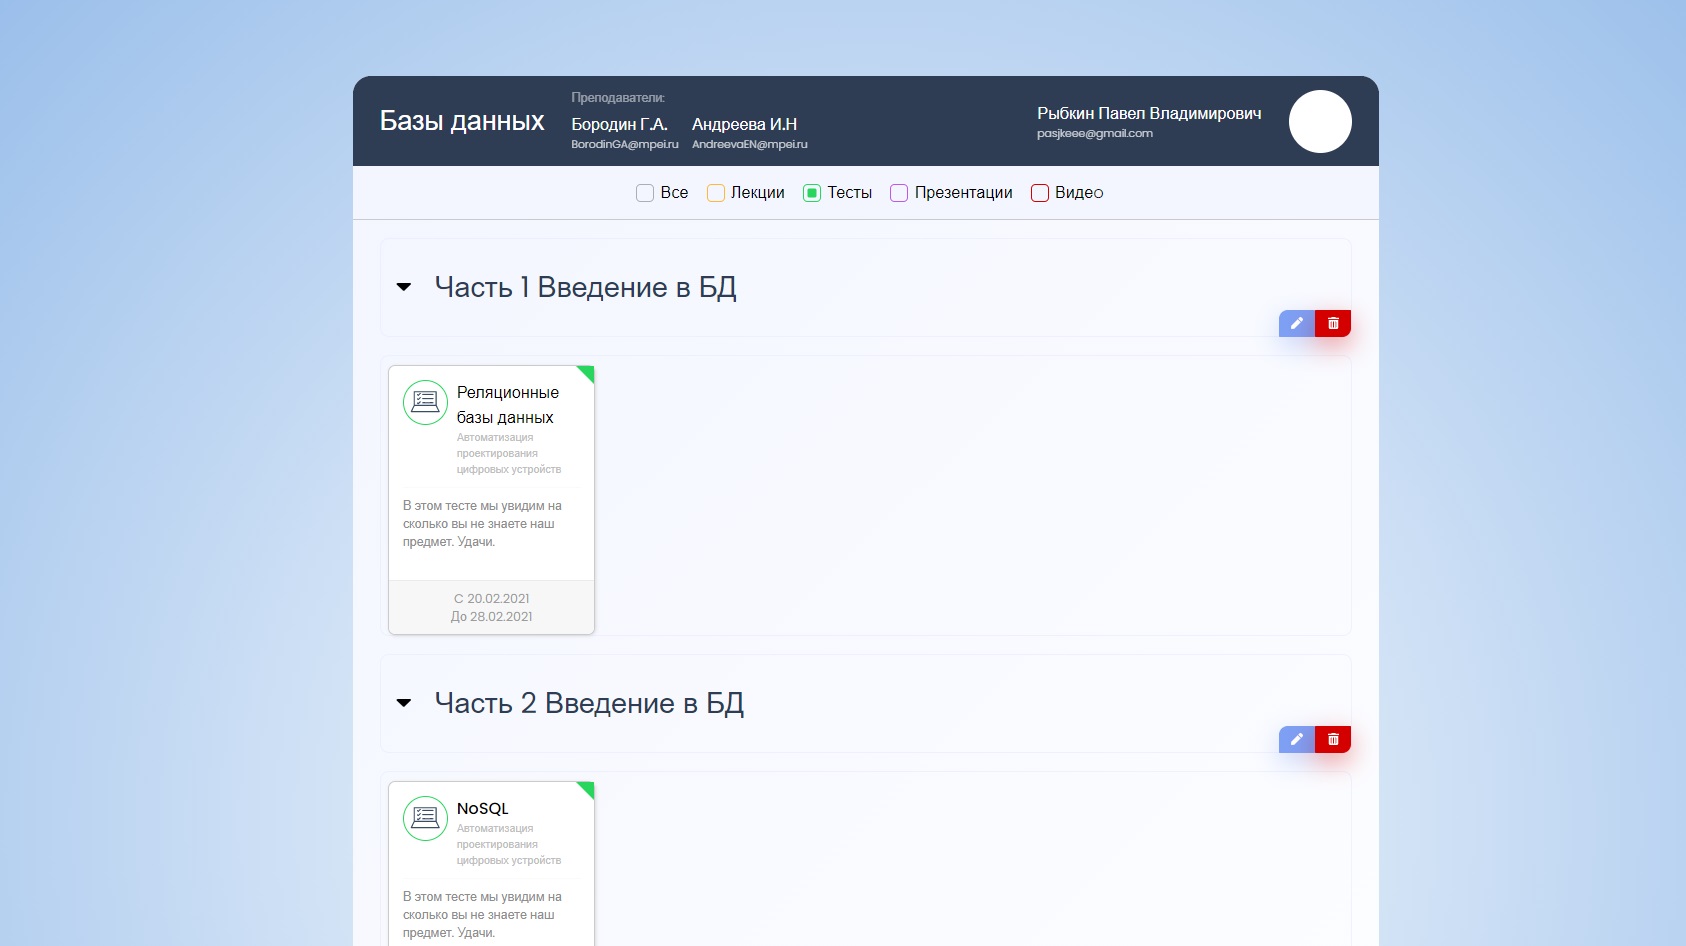 Базы данных
Преподаватели:
Бородин Г.А.
BorodinGA@mpei.ru
Андреева И.Н
AndreevaEN@mpei.ru
Рыбкин Павел Владимирович
pasjkeee@gmail.com
Все Лекции Тесты Презентации Видео
Часть 1 Введение в БД
Реляционные
базы данных
Автоматизация
проектирования
цифровых устройств
В этом тесте мы увидим на
сколько вы не знаете наш
предмет. Удачи.
С 20.02.2021
До 28.02.2021
Часть 2 Введение в БД
NoSQL
Автоматизация
проектирования
цифровых устройств
В этом тесте мы увидим на
сколько вы не знаете наш
предмет. Удачи.